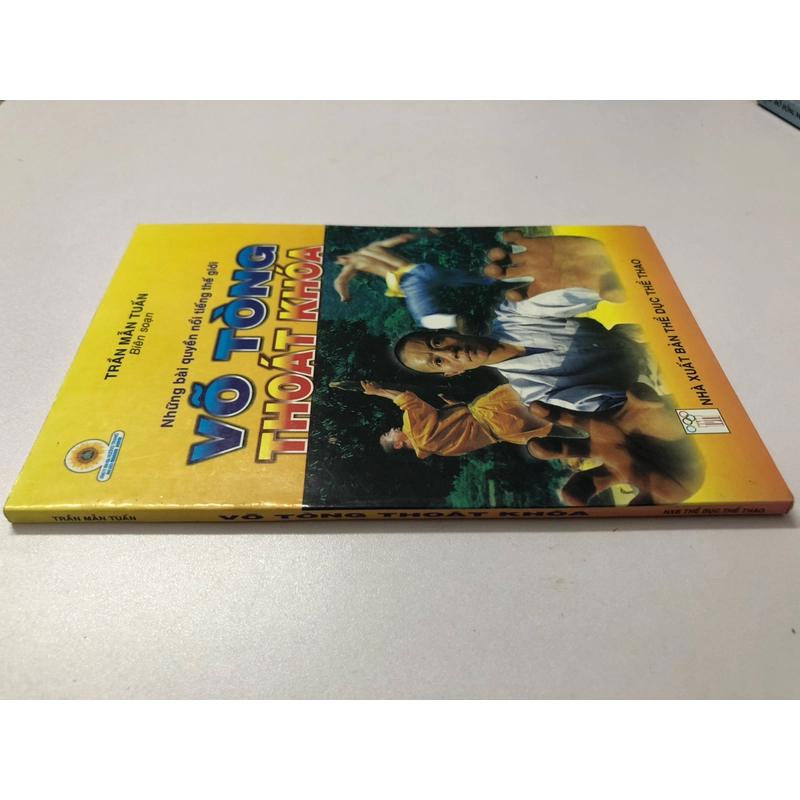 TRẦN MẪN TUẤN
Biên soạn
Những bài quyền nổi tiếng thế giới
VÕ TÒNG
THOÁT KHÓA
NHÀ XUẤT BẢN THỂ DỤC THỂ THAO
TRẦN MẪN TUẤN
VÕ TÒNG THOÁT KHÓA
NXB THỂ DỤC THỂ THAO